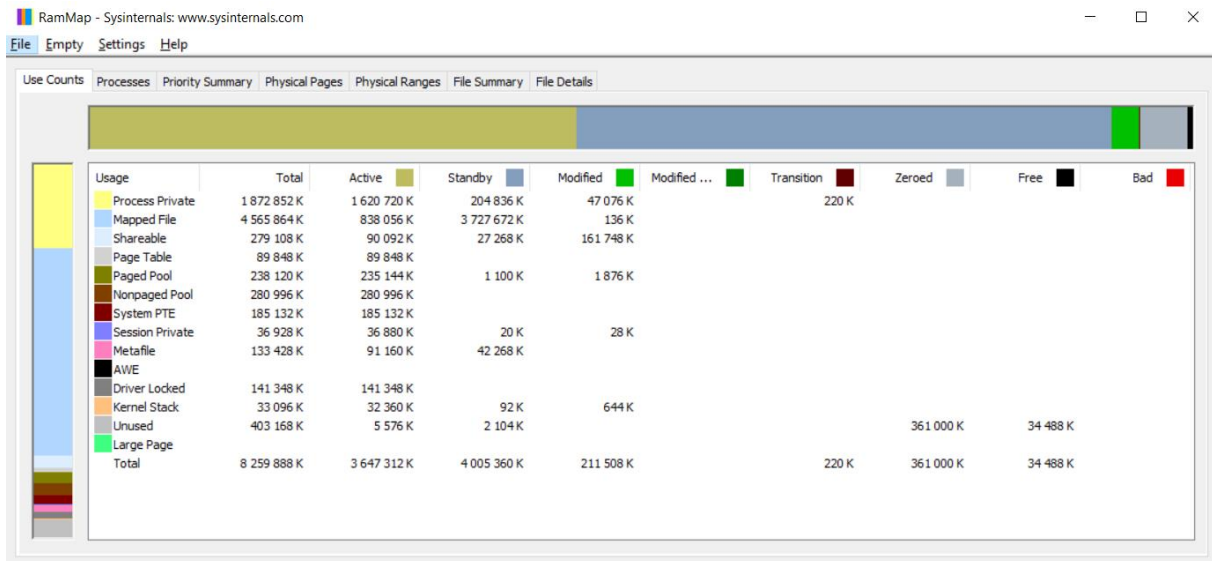 RamMap - Sysinternals: www.sysinternals.com
File Empty Settings Help
Use Counts Processes Priority Summary Physical Pages Physical Ranges File Summary File Details
Usage Total Active Standby Modified Modified ... Transition Zeroed Free Bad
Process Private 1 872 852 K 1 620 720 K 204 836 K 47 076 K 220 K
Mapped File 4 565 864 K 838 056 K 3 727 672 K 136 K
Shareable 279 108 K 90 092 K 27 268 K 161 748 K
Page Table 89 848 K 89 848 K
Paged Pool 238 120 K 235 144 K 1 100 K 1 876 K
Nonpaged Pool 280 996 K 280 996 K
System PTE 185 132 K 185 132 K
Session Private 36 928 K 36 880 K 20 K 28 K
Metafile 133 428 K 91 160 K 42 268 K
AWE
Driver Locked 141 348 K 141 348 K
Kernel Stack 33 096 K 32 360 K 92 K 644 K
Unused 403 168 K 5 576 K 2 104 K 361 000 K 34 488 K
Large Page
Total 8 259 888 K 3 647 312 K 4 005 360 K 211 508 K 220 K 361 000 K 34 488 K